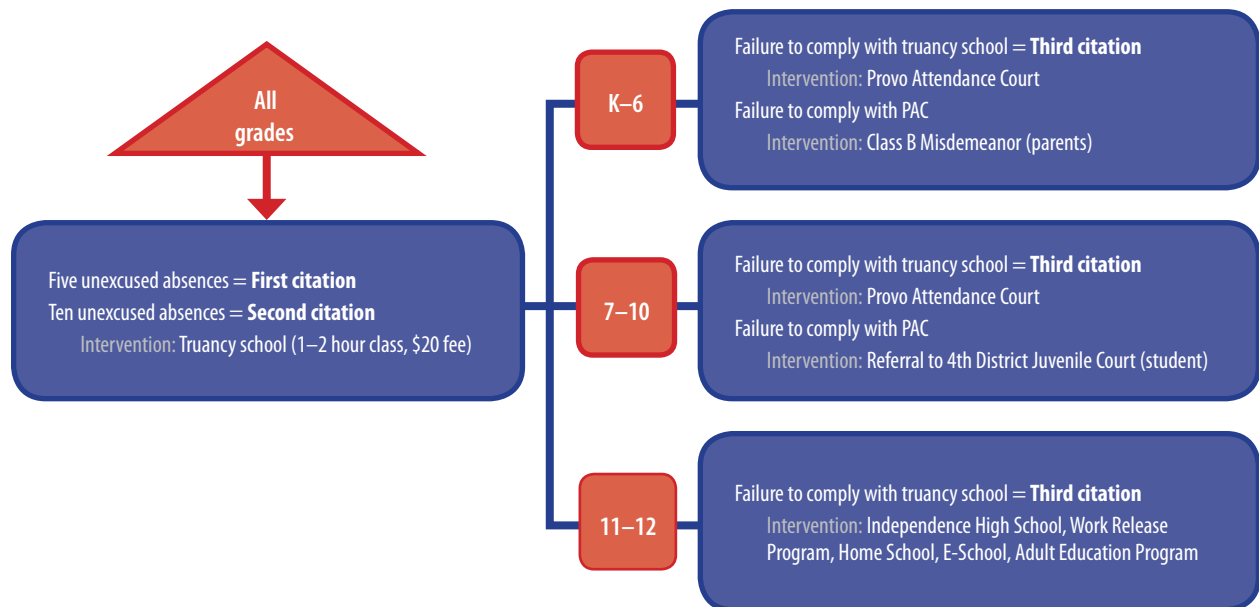 All
grades
Five unexcused absences = First citation
Ten unexcused absences = Second citation
Intervention: Truancy school (1–2 hour class, $20 fee)
K–6
Failure to comply with truancy school = Third citation
Intervention: Provo Attendance Court
Failure to comply with PAC
Intervention: Class B Misdemeanor (parents)
7–10
Failure to comply with truancy school = Third citation
Intervention: Provo Attendance Court
Failure to comply with PAC
Intervention: Referral to 4th District Juvenile Court (student)
11–12
Failure to comply with truancy school = Third citation
Intervention: Independence High School, Work Release
Program, Home School, E-School, Adult Education Program